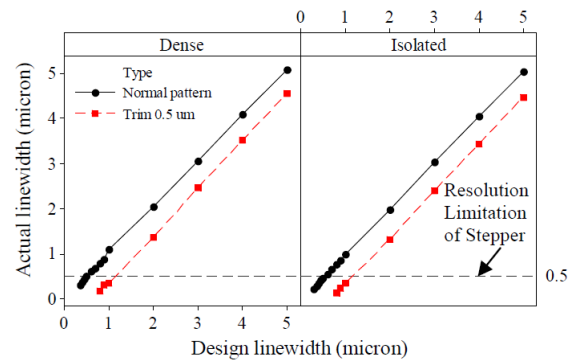 0 1 2 3 4 5
Dense
Isolated
Type
Normal pattern
Trim 0.5 um
Resolution
Limitation
of Stepper
5
4
3
2
1
0
0.5
Actual linewidth (micron)
0 1 2 3 4 5
Design linewidth (micron)